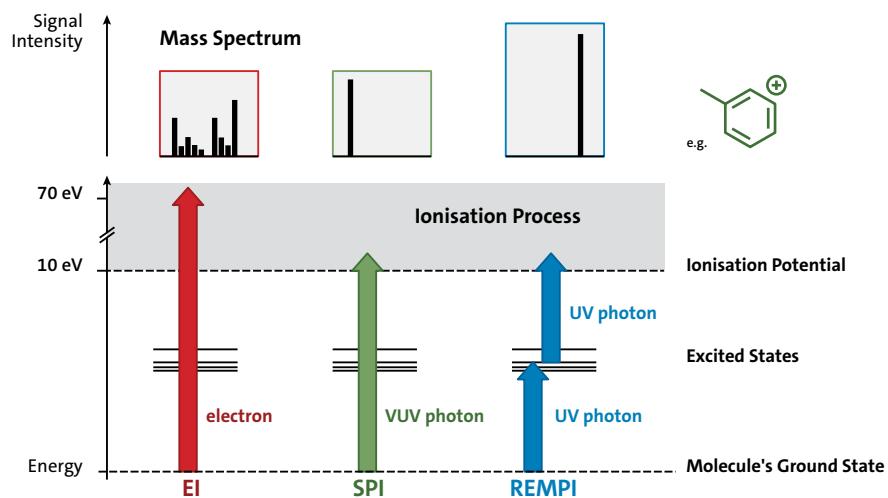 Signal
Intensity
Mass Spectrum
e.g.
70 eV
Ionisation Process
10 eV
Ionisation Potential
UV photon
Excited States
electron
VUV photon
UV photon
Energy
Molecule's Ground State
EI
SPI
REMPI